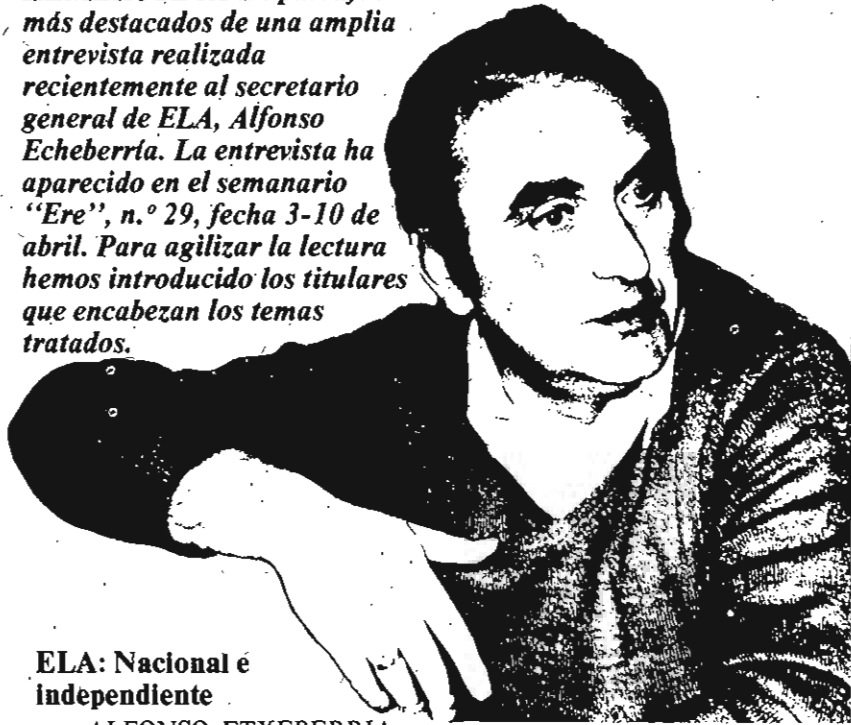 más destacados de una amplia
entrevista realizada
recientemente al secretario
general de ELA, Alfonso
Echeberría. La entrevista ha
aparecido en el semanario
“Ere”, n.º 29, fecha 3-10 de
abril. Para agilizar la lectura
hemos introducido los titulares
que encabezan los temas
tratados.
ELA: Nacional e
independiente
ALFONSO ETXEBERRIA